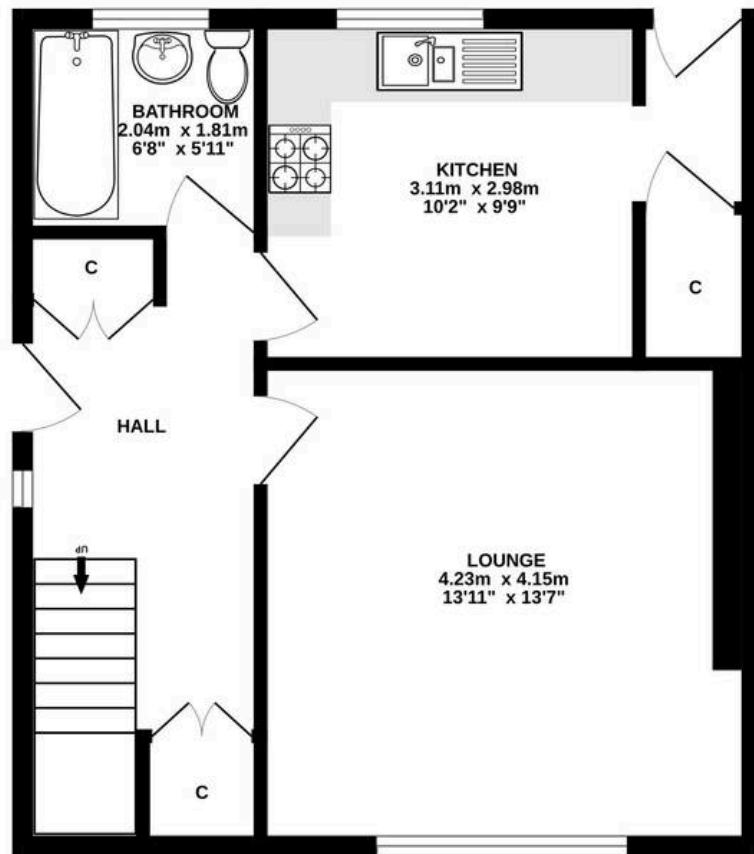 BATHROOM
2.04m x 1.81m
6'8" x 5'11"
KITCHEN
3.11m x 2.98m
10'2" x 9'9"
C
C
HALL
UP
LOUNGE
4.23m x 4.15m
13'11" x 13'7"
C